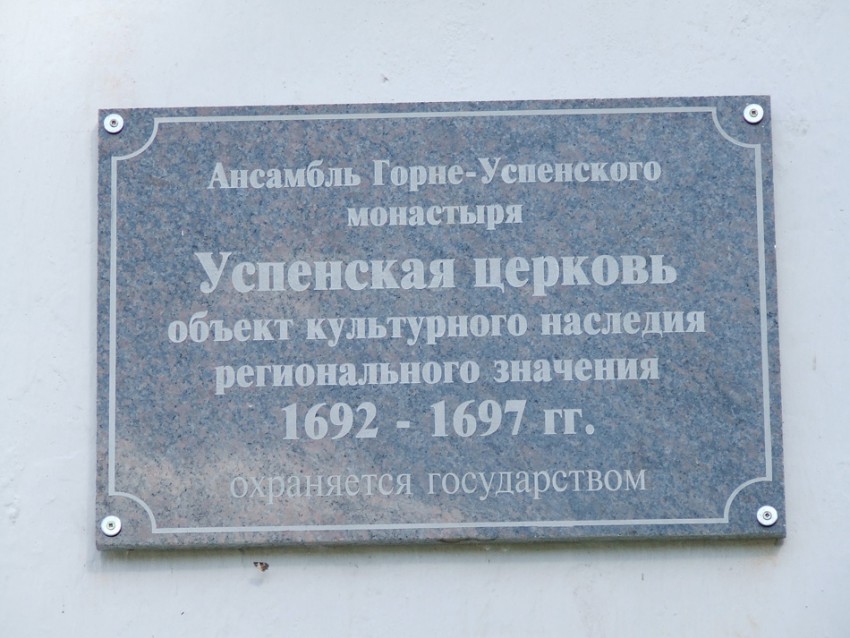 Ансамбль Горне-Успенского
монастыря
Успенская церковь
объект культурного наследия
регионального значения
1692 - 1697 гг.
охраняется государством